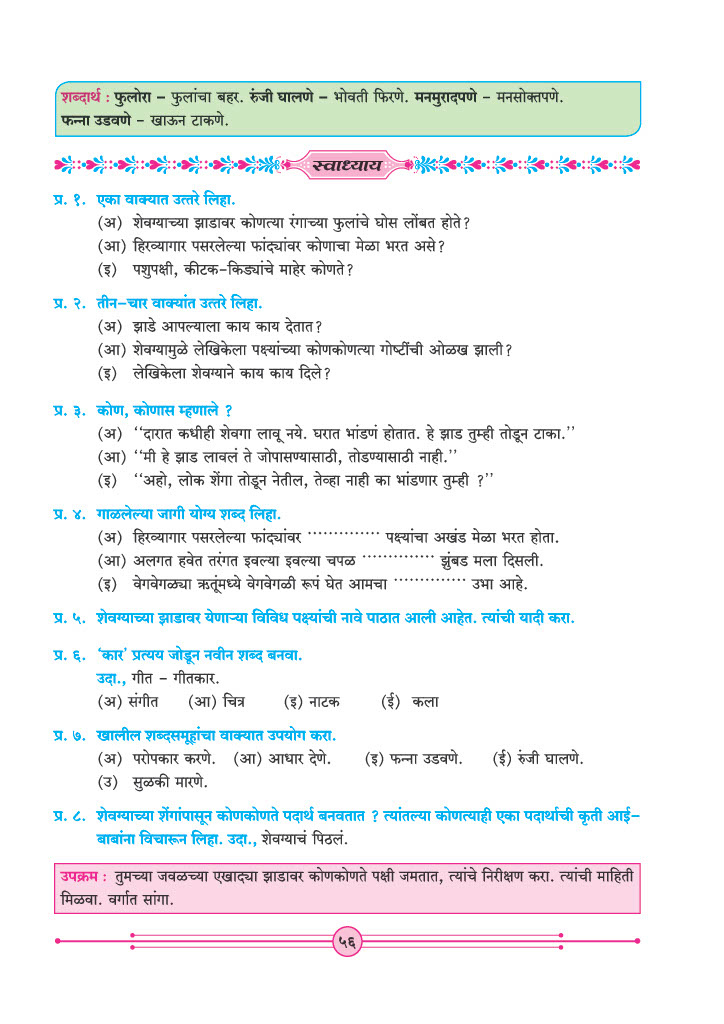 शब्दार्थ : फुलोरा – फुलांचा बहर. रुंजी घालणे – भोवती फिरणे. मनमुरादपणे – मनसोक्तपणे.
फन्ना उडवणे – खाऊन टाकणे.
स्वाध्याय
प्र. १. एका वाक्यात उत्तरे लिहा.
(अ) शेवग्याच्या झाडावर कोणत्या रंगाच्या फुलांचे घोस लोंबत होते?
(आ) हिरव्यागार पसरलेल्या फांद्यांवर कोणाचा मेळा भरत असे?
(इ) पशुपक्षी, कीटक-किड्यांचे माहेर कोणते?
प्र. २. तीन-चार वाक्यांत उत्तरे लिहा.
(अ) झाडे आपल्याला काय काय देतात?
(आ) शेवग्यामुळे लेखिकेला पक्ष्यांच्या कोणकोणत्या गोष्टींची ओळख झाली?
(इ) लेखिकेला शेवग्याने काय काय दिले?
प्र. ३. कोण, कोणास म्हणाले ?
(अ) ‘‘दारात कधीही शेवगा लावू नये. घरात भांडणं होतात. हे झाड तुम्ही तोडून टाका.’’
(आ) ‘‘मी हे झाड लावलं ते जोपासण्यासाठी, तोडण्यासाठी नाही.’’
(इ) ‘‘अहो, लोक शेंगा तोडून नेतील, तेव्हा नाही का भांडणार तुम्ही ?’’
प्र. ४. गाळलेल्या जागी योग्य शब्द लिहा.
(अ) हिरव्यागार पसरलेल्या फांद्यांवर .............. पक्ष्यांचा अखंड मेळा भरत होता.
(आ) अलगत हवेत तरंगत इवल्या इवल्या चपळ .............. झुंबड मला दिसली.
(इ) वेगवेगळ्या ऋतूंमध्ये वेगवेगळी रूपं घेत आमचा .............. उभा आहे.
प्र. ५. शेवग्याच्या झाडावर येणाऱ्या विविध पक्ष्यांची नावे पाठात आली आहेत. त्यांची यादी करा.
प्र. ६. ‘कार’ प्रत्यय जोडून नवीन शब्द बनवा.
उदा., गीत – गीतकार.
(अ) संगीत (आ) चित्र (इ) नाटक (ई) कला
प्र. ७. खालील शब्दसमूहांचा वाक्यात उपयोग करा.
(अ) परोपकार करणे. (आ) आधार देणे. (इ) फन्ना उडवणे. (ई) रुंजी घालणे.
(उ) सुळकी मारणे.
प्र. ८. शेवग्याच्या शेंगांपासून कोणकोणते पदार्थ बनवतात ? त्यांतल्या कोणत्याही एका पदार्थाची कृती आई-
बाबांना विचारून लिहा. उदा., शेवग्याचं पिठलं.
उपक्रम : तुमच्या जवळच्या एखाद्या झाडावर कोणकोणते पक्षी जमतात, त्यांचे निरीक्षण करा. त्यांची माहिती
मिळवा. वर्गात सांगा.
५६